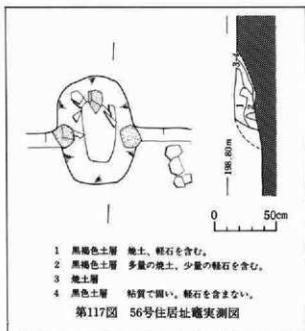 198.80m
0 50cm
1 黒褐色土層 焼土、軽石を含む。
2 黒褐色土層 多量の焼土、少量の軽石を含む。
3 焼土層
4 黒色土層 粘質で固い。軽石を含まない。
第117図 56号住居址竈実測図